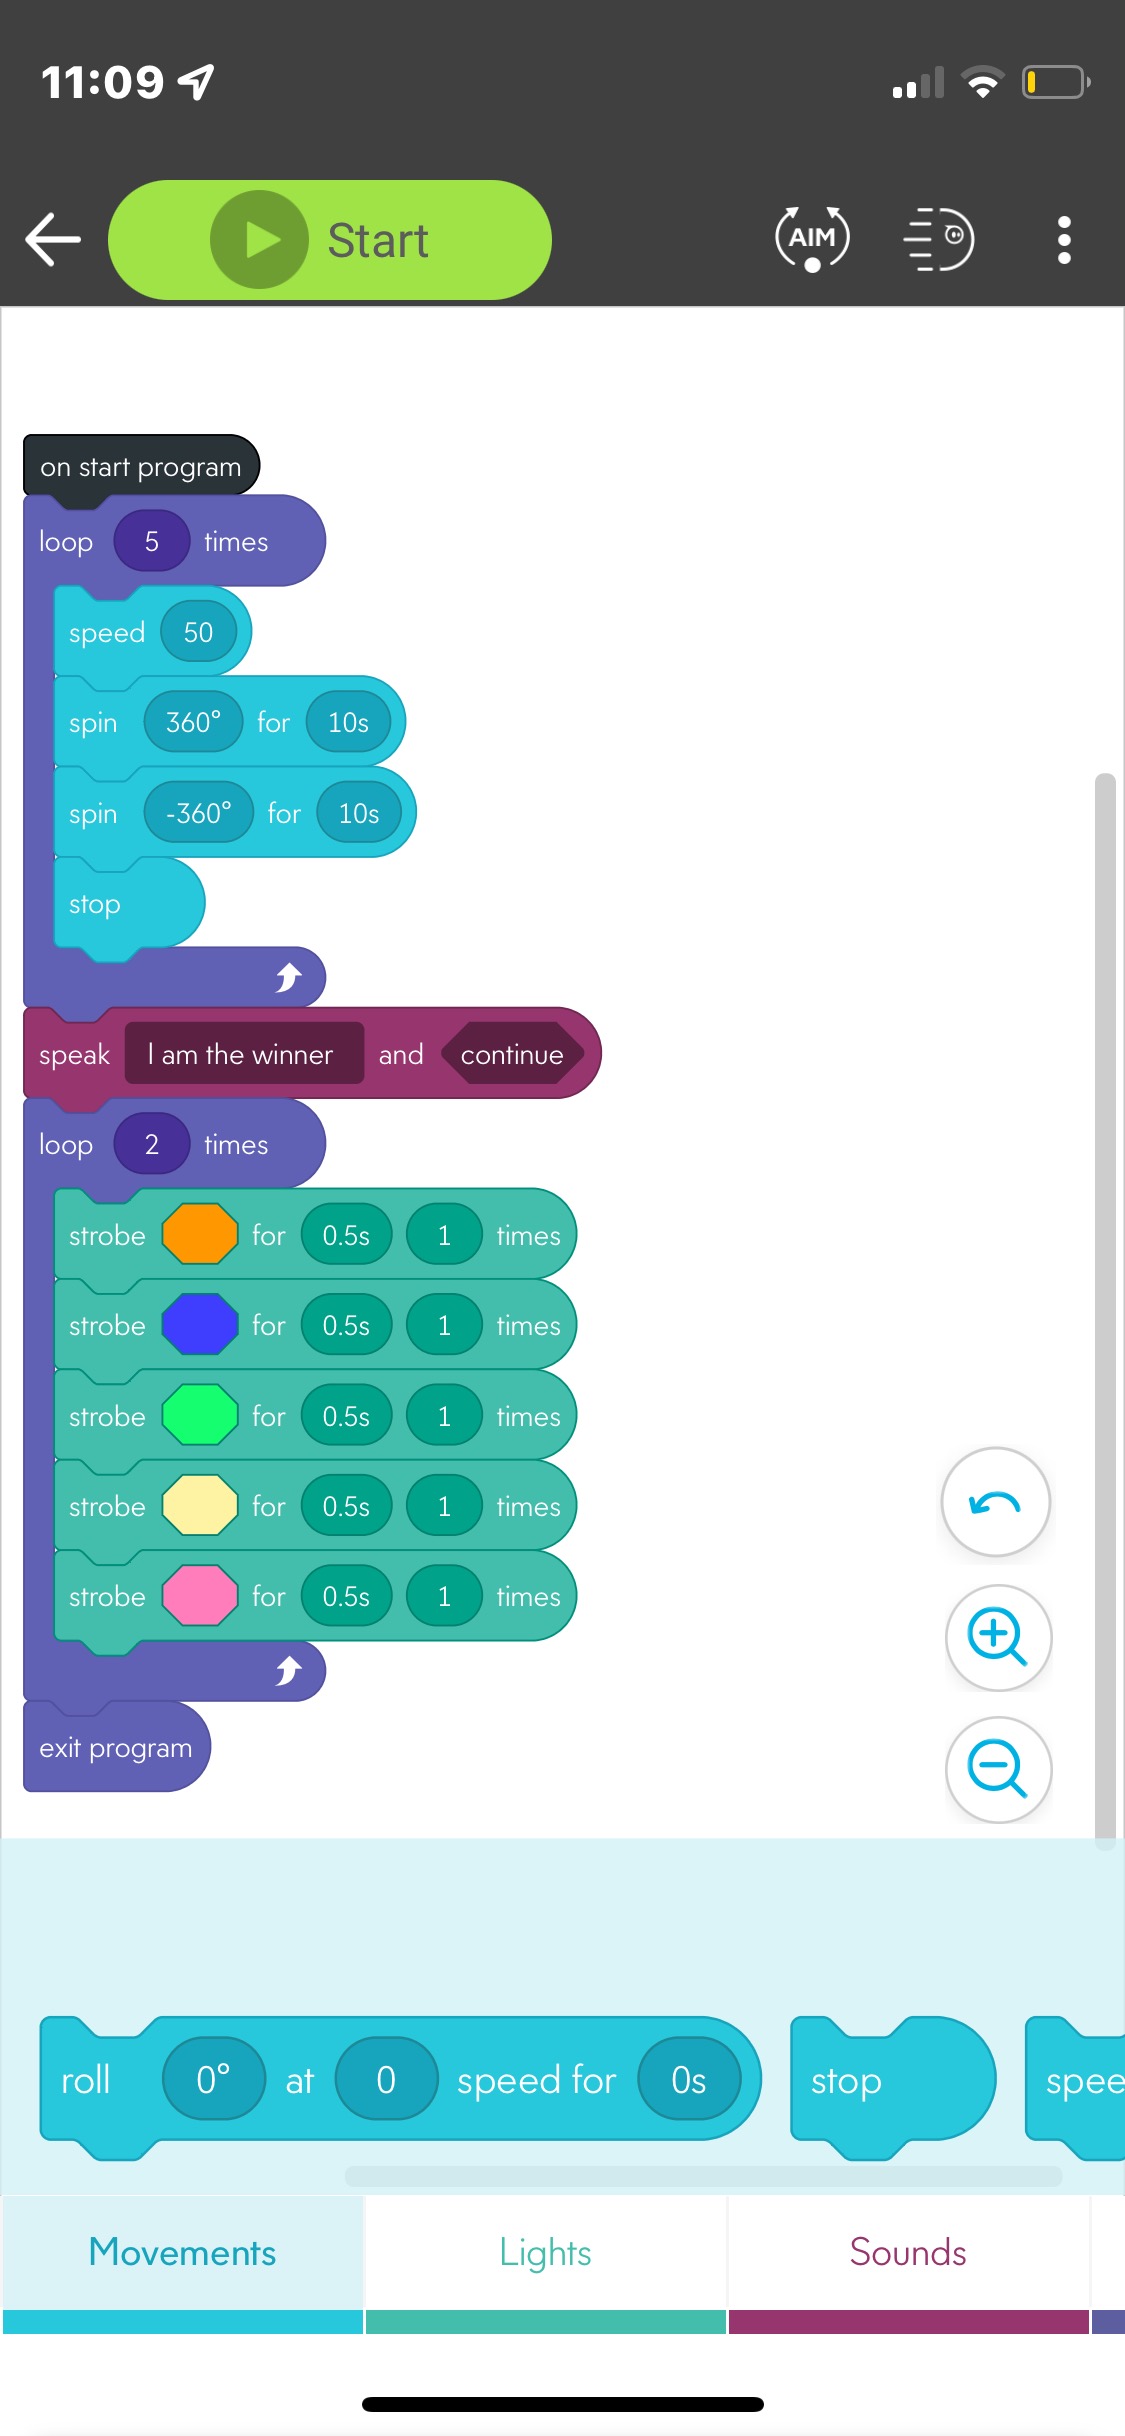 11:09
Start
AIM
on start program
loop 5 times
speed 50
spin 360° for 10s
spin -360° for 10s
stop
speak I am the winner and continue
loop 2 times
strobe for 0.5s 1 times
strobe for 0.5s 1 times
strobe for 0.5s 1 times
strobe for 0.5s 1 times
strobe for 0.5s 1 times
exit program
roll 0° at 0 speed for 0s stop spee
Movements Lights Sounds